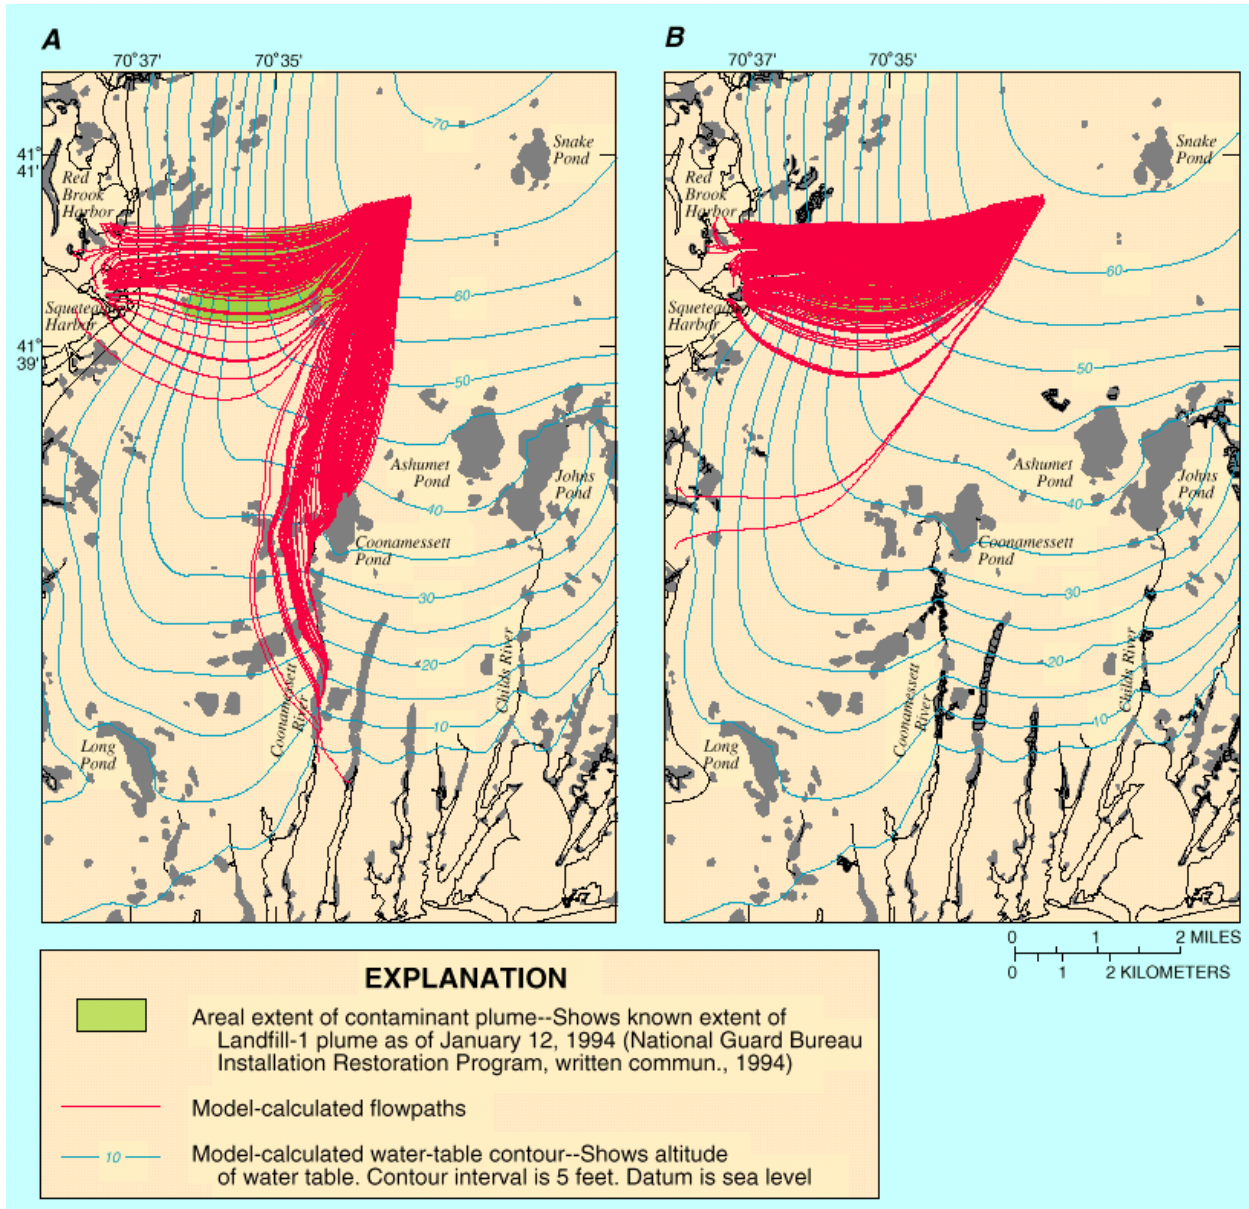 A
70°37'
70°35'
70
Snake
Pond
41°
41'
Red
Brook
Harbor
60
Squeteague
Harbor
41°
39'
50
Ashumet
Pond
Johns
Pond
40
Coonamessett
Pond
30
20
Coonamessett
River
Childs River
10
Long
Pond
B
70°37'
70°35'
Snake
Pond
Red
Brook
Harbor
60
Squeteague
Harbor
50
Ashumet
Pond
Johns
Pond
40
Coonamessett
Pond
30
20
Coonamessett
River
Childs River
10
Long
Pond
0 1 2 MILES
0 1 2 KILOMETERS
EXPLANATION
Areal extent of contaminant plume--Shows known extent of
Landfill-1 plume as of January 12, 1994 (National Guard Bureau
Installation Restoration Program, written commun., 1994)
Model-calculated flowpaths
10
Model-calculated water-table contour--Shows altitude
of water table. Contour interval is 5 feet. Datum is sea level